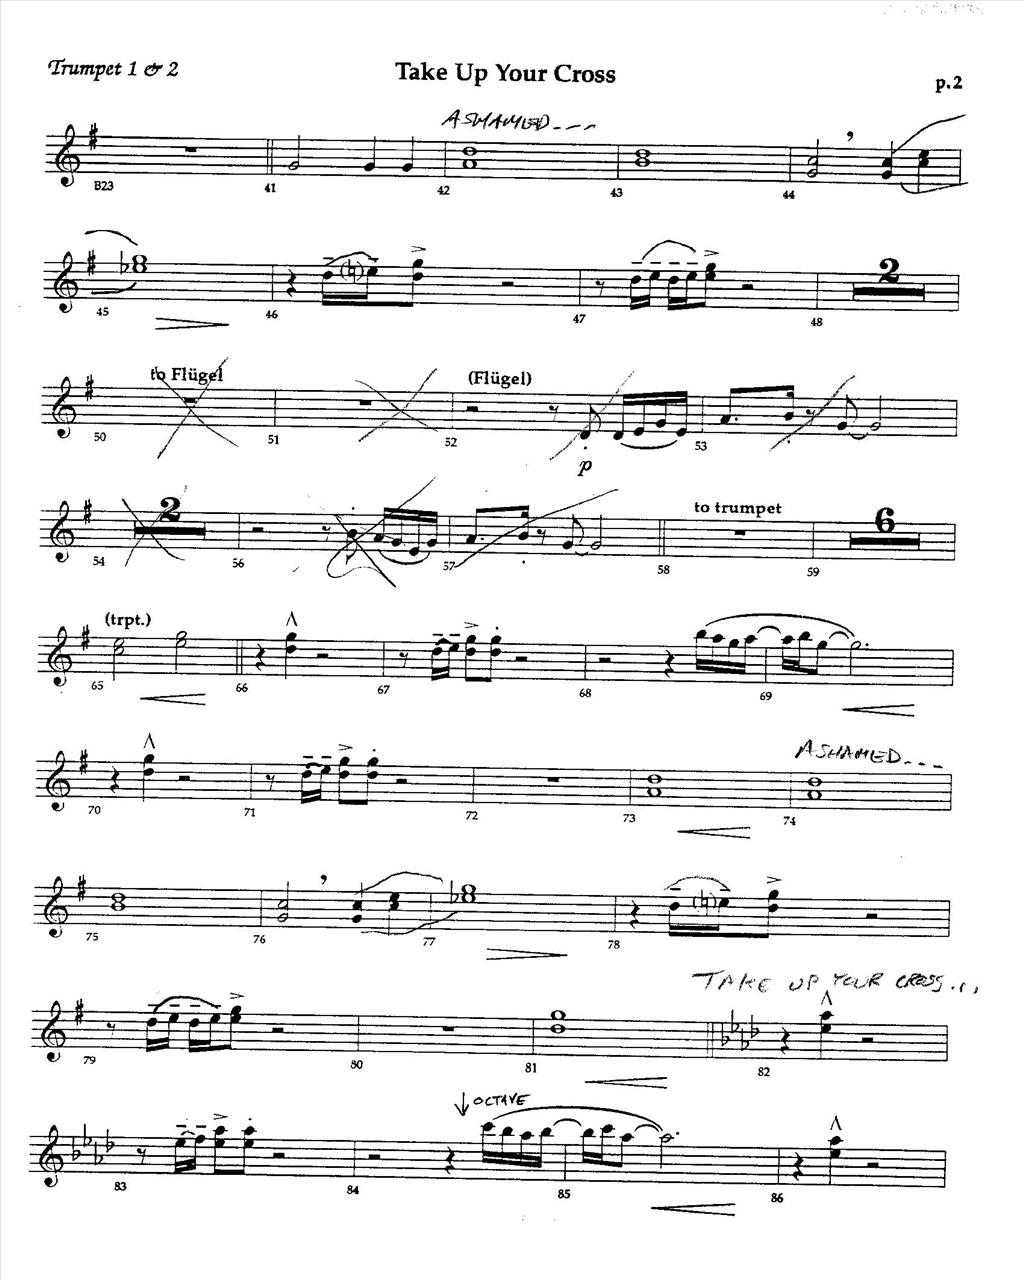 Trumpet 1 & 2
Take Up Your Cross
p.2
ASHAMED---
B23 41 42 43 44
45 46 47 48
2
to Flügel
(Flügel)
50 51 52 53
p
2
to trumpet
6
54 56 57 58 59
(trpt.)
65 66 67 68 69
ASHAMED---
70 71 72 73 74
75 76 77 78
TAKE UP YOUR CROSS...
79 80 81 82
↓OCTAVE
83 84 85 86